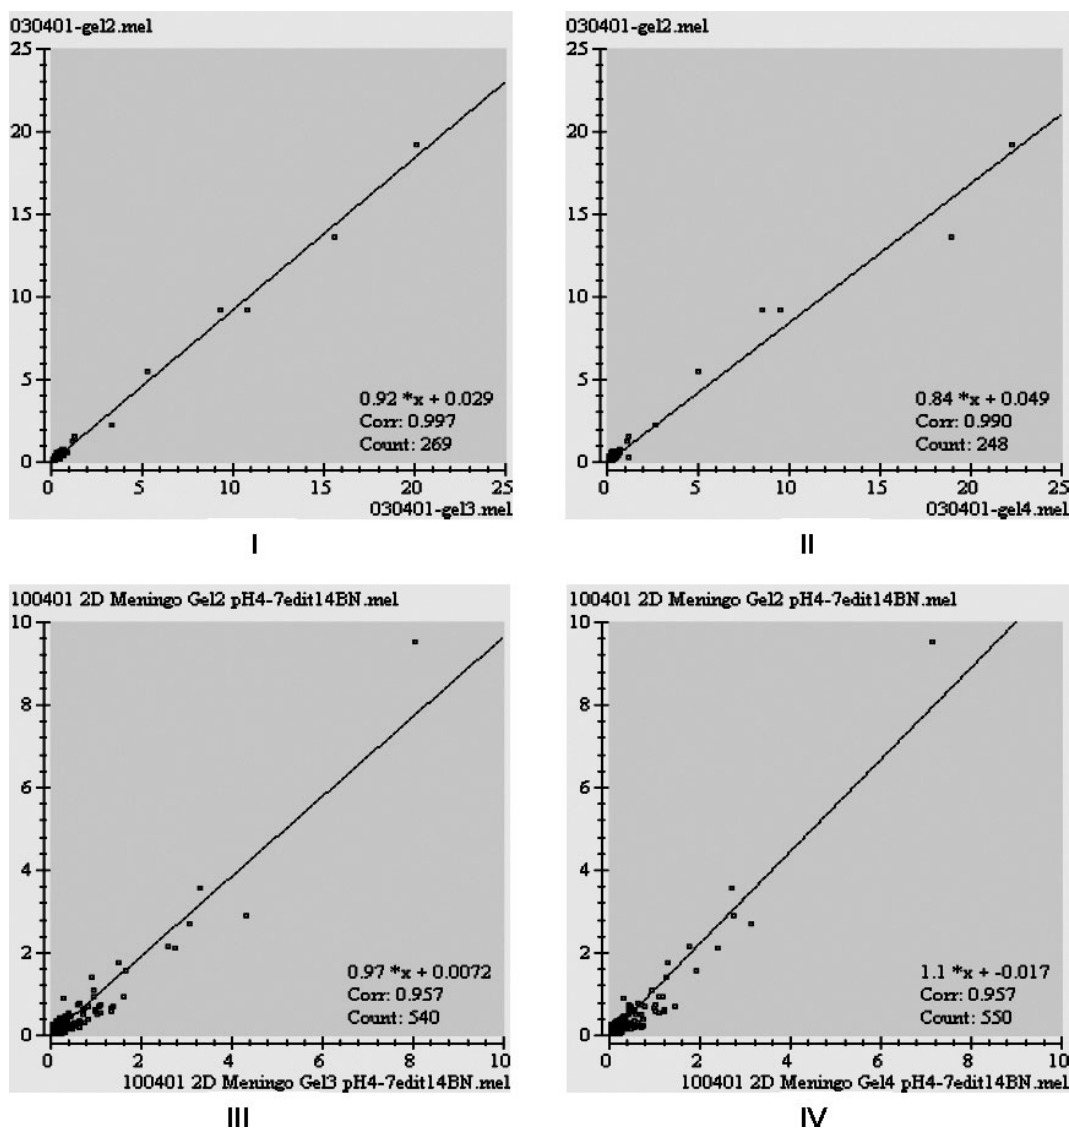 030401-gel2.mel
25
20
15
10
5
0
0.92 *x + 0.029
Corr: 0.997
Count: 269
0 5 10 15 20 25
030401-gel3.mel
I
030401-gel2.mel
25
20
15
10
5
0
0.84 *x + 0.049
Corr: 0.990
Count: 248
0 5 10 15 20 25
030401-gel4.mel
II
100401 2D Meningo Gel2 pH4-7edit14BN.mel
10
8
6
4
2
0
0.97 *x + 0.0072
Corr: 0.957
Count: 540
0 2 4 6 8 10
100401 2D Meningo Gel3 pH4-7edit14BN.mel
III
100401 2D Meningo Gel2 pH4-7edit14BN.mel
10
8
6
4
2
0
1.1 *x + -0.017
Corr: 0.957
Count: 550
0 2 4 6 8 10
100401 2D Meningo Gel4 pH4-7edit14BN.mel
IV